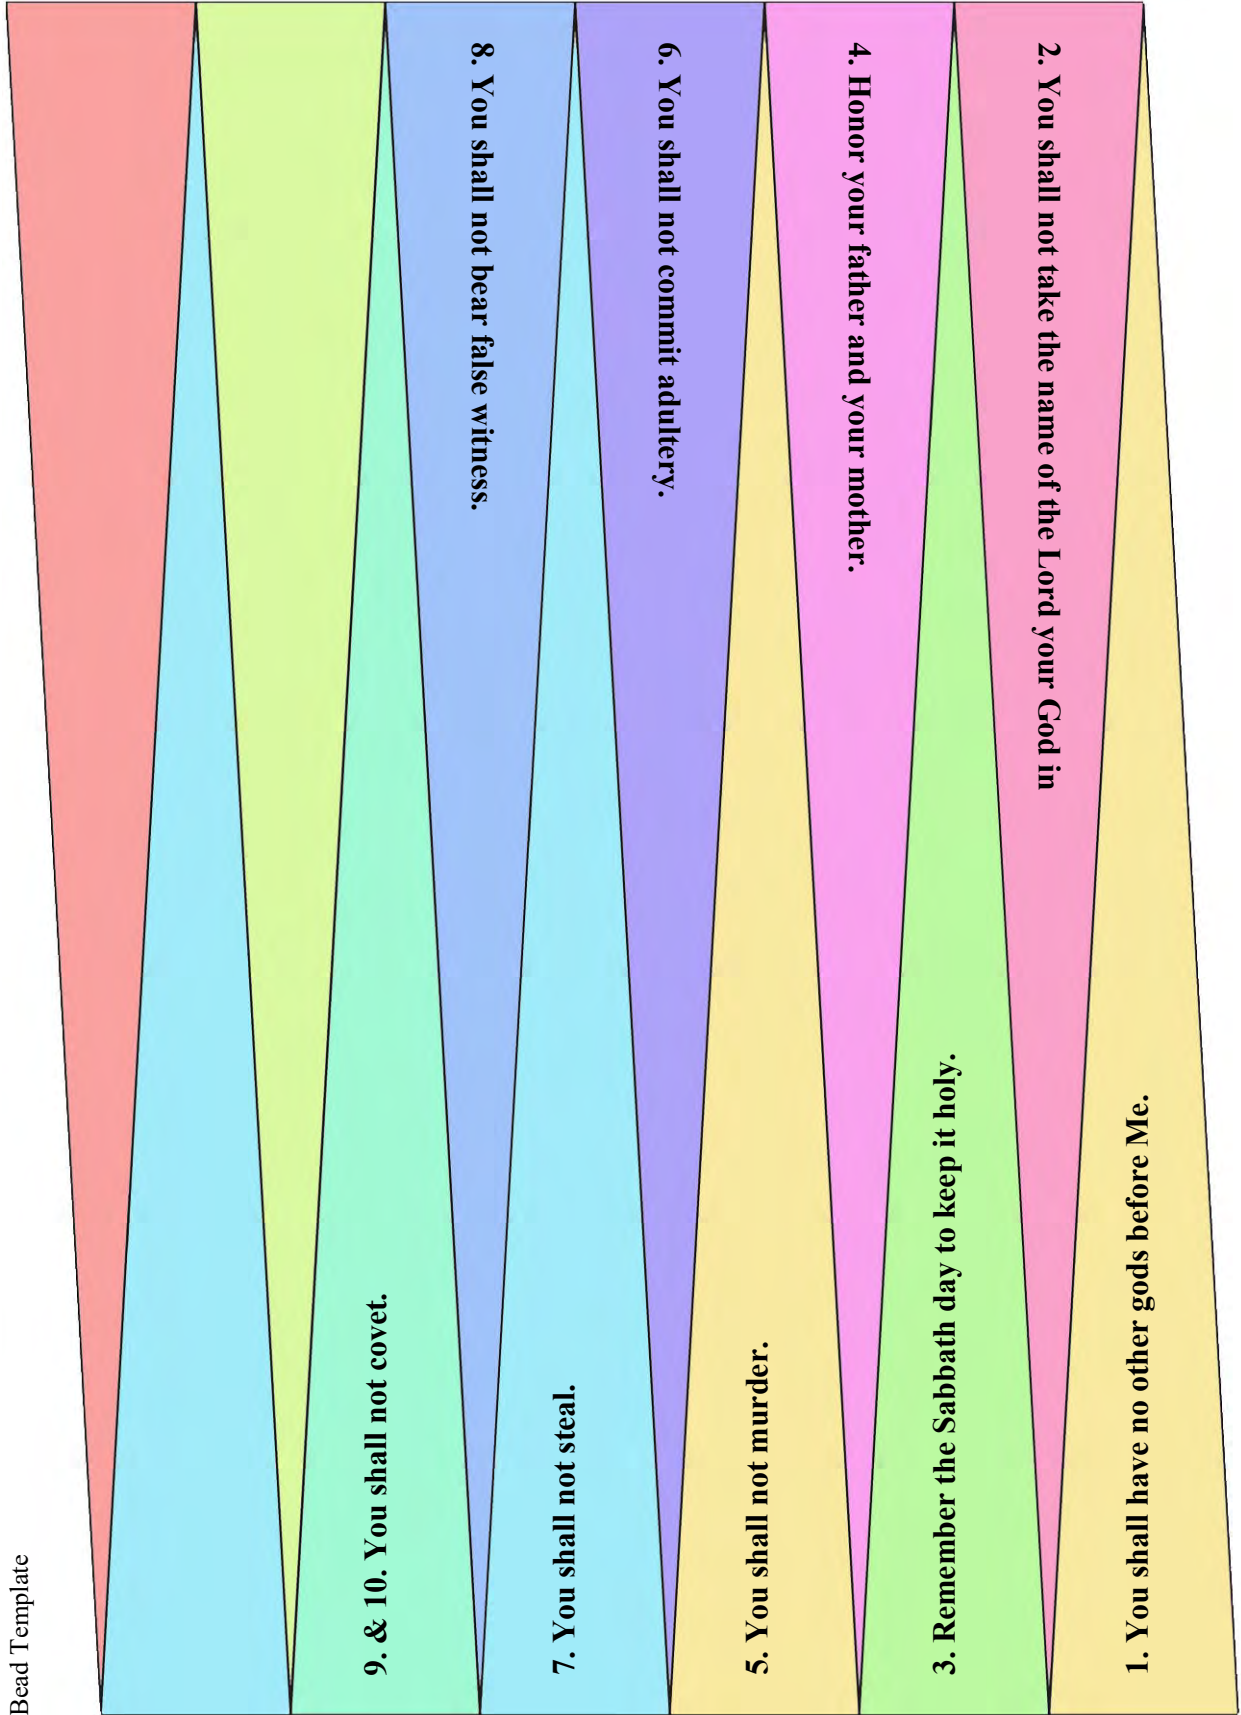 Bead Template
1. You shall have no other gods before Me.
2. You shall not take the name of the Lord your God in
3. Remember the Sabbath day to keep it holy.
4. Honor your father and your mother.
5. You shall not murder.
6. You shall not commit adultery.
7. You shall not steal.
8. You shall not bear false witness.
9. & 10. You shall not covet.